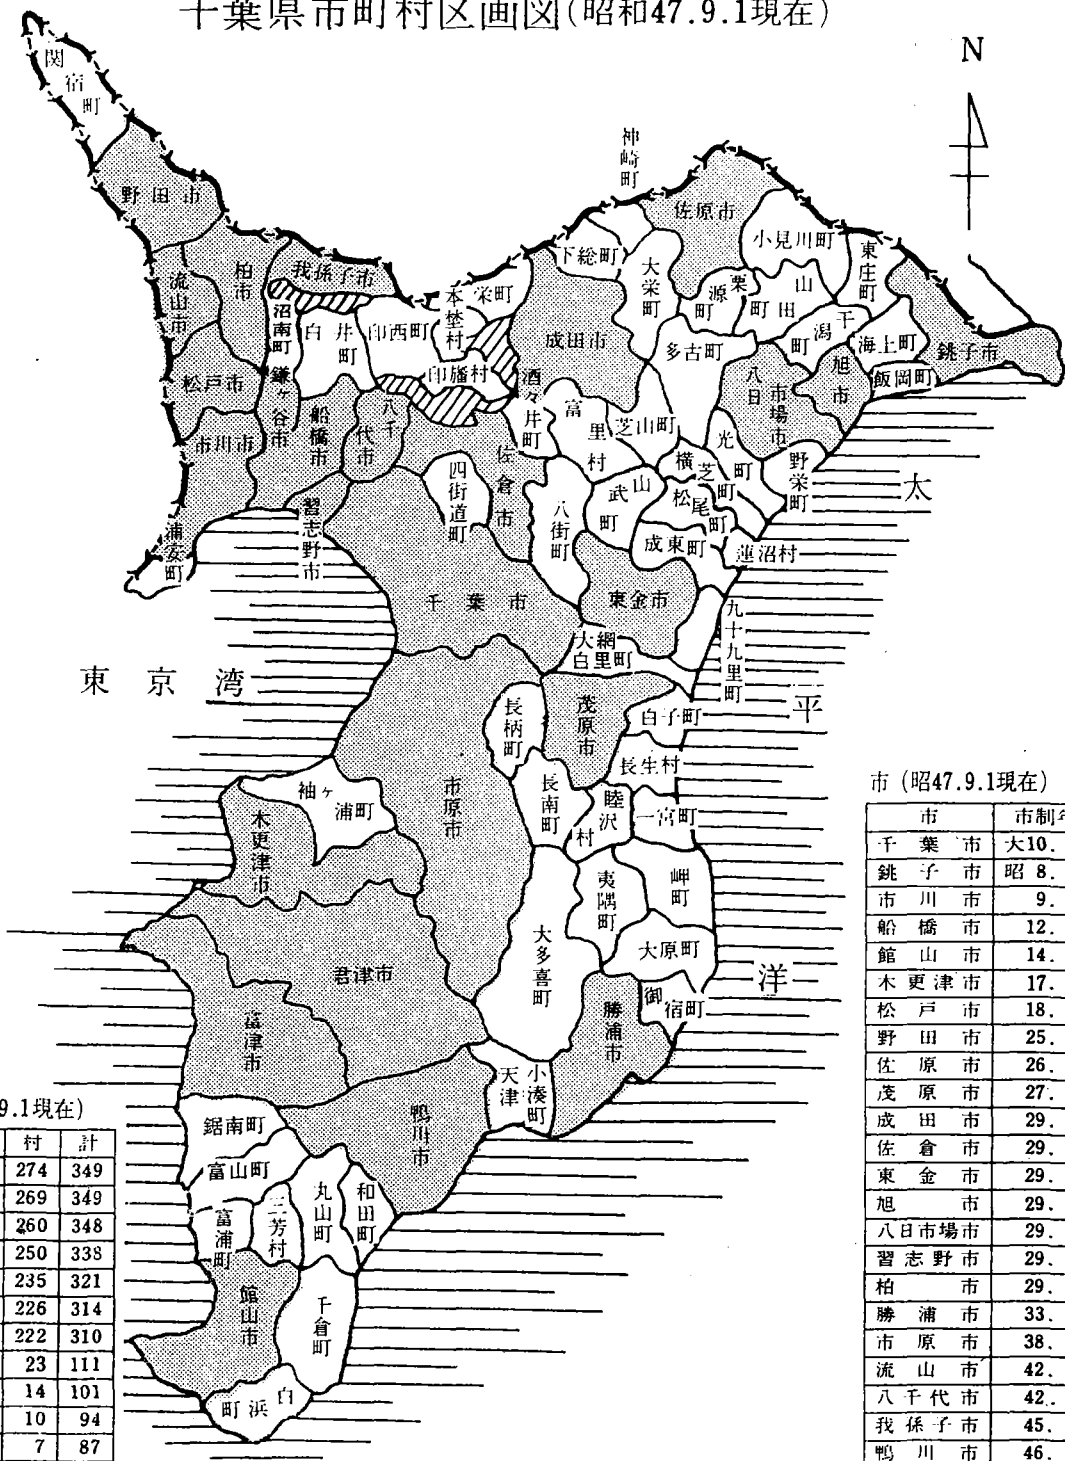 千葉県市町村区画図(昭和47.9.1現在)
N
関宿町
野田市
流山市
柏市
我孫子市
沼南町
白井町
印西町
本埜村
栄町
印旛村
松戸市
鎌ヶ谷市
市川市
船橋市
八千代市
浦安町
習志野市
神崎町
下総町
大栄町
佐原市
小見川町
東庄町
栗源町
山田町
干潟町
海上町
銚子市
飯岡町
旭市
八日市場市
多古町
成田市
酒々井町
富里村
芝山町
横芝町
光町
野栄町
佐倉市
四街道町
八街町
山武町
松尾町
成東町
蓮沼村
千葉市
東金市
大網白里町
九十九里町
東京湾
太平洋
茂原市
白子町
長柄町
長生村
長南町
睦沢村
一宮町
市原市
袖ヶ浦町
木更津市
夷隅町
岬町
大多喜町
大原町
御宿町
勝浦市
君津市
富津市
天津小湊町
鴨川市
鋸南町
富山町
富浦町
三芳村
丸山町
和田町
館山市
千倉町
白浜町
9.1現在)
村 計
274 349
269 349
260 348
250 338
235 321
226 314
222 310
23 111
14 101
10 94
7 87
市(昭47.9.1現在)
市 市制年
千葉市 大10.
銚子市 昭8.
市川市 9.
船橋市 12.
館山市 14.
木更津市 17.
松戸市 18.
野田市 25.
佐原市 26.
茂原市 27.
成田市 29.
佐倉市 29.
東金市 29.
旭市 29.
八日市場市 29.
習志野市 29.
柏市 29.
勝浦市 33.
市原市 38.
流山市 42.
八千代市 42.
我孫子市 45.
鴨川市 46.